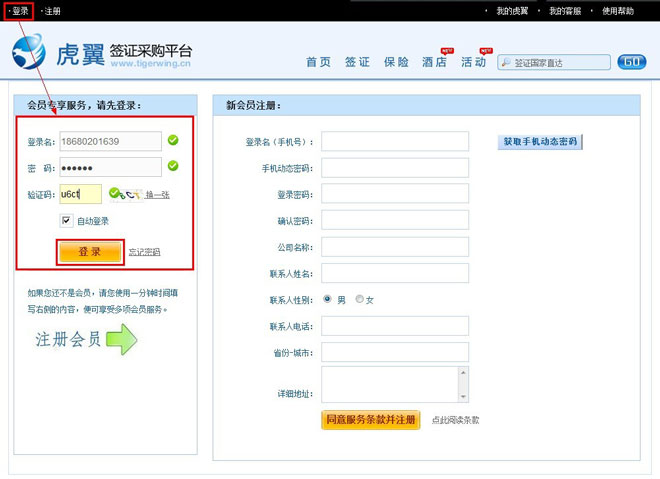 ·登录 ·注册 · 我的虎翼 · 我的客服 · 使用帮助
虎翼 签证采购平台
www.tigerwing.cn
首页 签证 保险 酒店 NEW 活动 NEW 签证国家直达 GO
会员专享服务，请先登录：
登录名： 18680201639
密 码： ●●●●●●
验证码： u6ct 换一张
自动登录
登录 忘记密码
如果您还不是会员，请您使用一分钟时间填
写右侧的内容，便可享受多项会员服务。
注册会员
新会员注册：
登录名（手机号）： 获取手机动态密码
手机动态密码：
登录密码：
确认密码：
公司名称：
联系人姓名：
联系人性别： 男 女
联系人电话：
省份-城市：
详细地址：
同意服务条款并注册 点此阅读条款